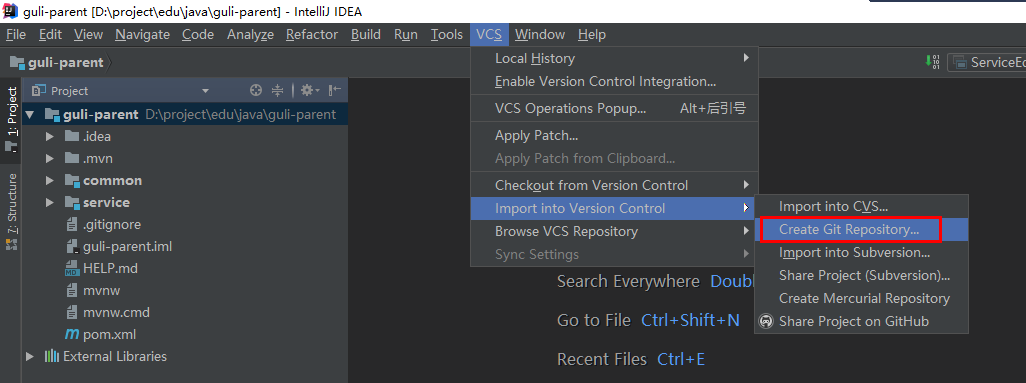 guli-parent [D:\project\edu\java\guli-parent] - IntelliJ IDEA
File Edit View Navigate Code Analyze Refactor Build Run Tools VCS Window Help
guli-parent
ServiceEd
1: Project
7: Structure
Project
guli-parent D:\project\edu\java\guli-parent
.idea
.mvn
common
service
.gitignore
guli-parent.iml
HELP.md
mvnw
mvnw.cmd
pom.xml
External Libraries
Local History
Enable Version Control Integration...
VCS Operations Popup... Alt+后引号
Apply Patch...
Apply Patch from Clipboard...
Checkout from Version Control
Import into Version Control
Browse VCS Repository
Sync Settings
Import into CVS...
Create Git Repository...
Import into Subversion...
Share Project (Subversion)...
Create Mercurial Repository
Share Project on GitHub
Search Everywhere Doubl
Go to File Ctrl+Shift+N
Recent Files Ctrl+E